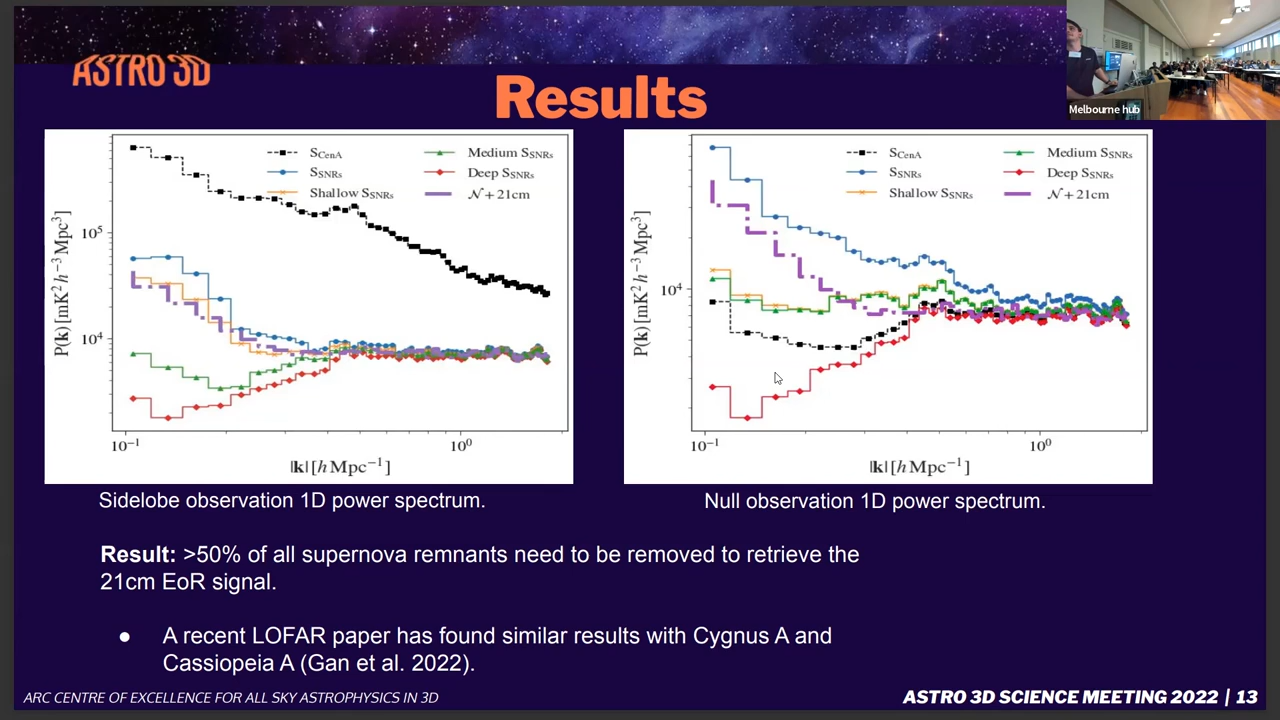 ASTRO 3D
Results
Melbourne hub
S_CenA
S_SNRs
Shallow S_SNRs
Medium S_SNRs
Deep S_SNRs
𝒩 + 21cm
P(k) [mK² h⁻³ Mpc³]
10⁵
10⁴
10⁻¹
10⁰
|k| [h Mpc⁻¹]
S_CenA
S_SNRs
Shallow S_SNRs
Medium S_SNRs
Deep S_SNRs
𝒩 + 21cm
P(k) [mK² h⁻³ Mpc³]
10⁴
10⁻¹
10⁰
|k| [h Mpc⁻¹]
Sidelobe observation 1D power spectrum.
Null observation 1D power spectrum.
Result: >50% of all supernova remnants need to be removed to retrieve the
21cm EoR signal.
● A recent LOFAR paper has found similar results with Cygnus A and
Cassiopeia A (Gan et al. 2022).
ARC CENTRE OF EXCELLENCE FOR ALL SKY ASTROPHYSICS IN 3D
ASTRO 3D SCIENCE MEETING 2022 | 13